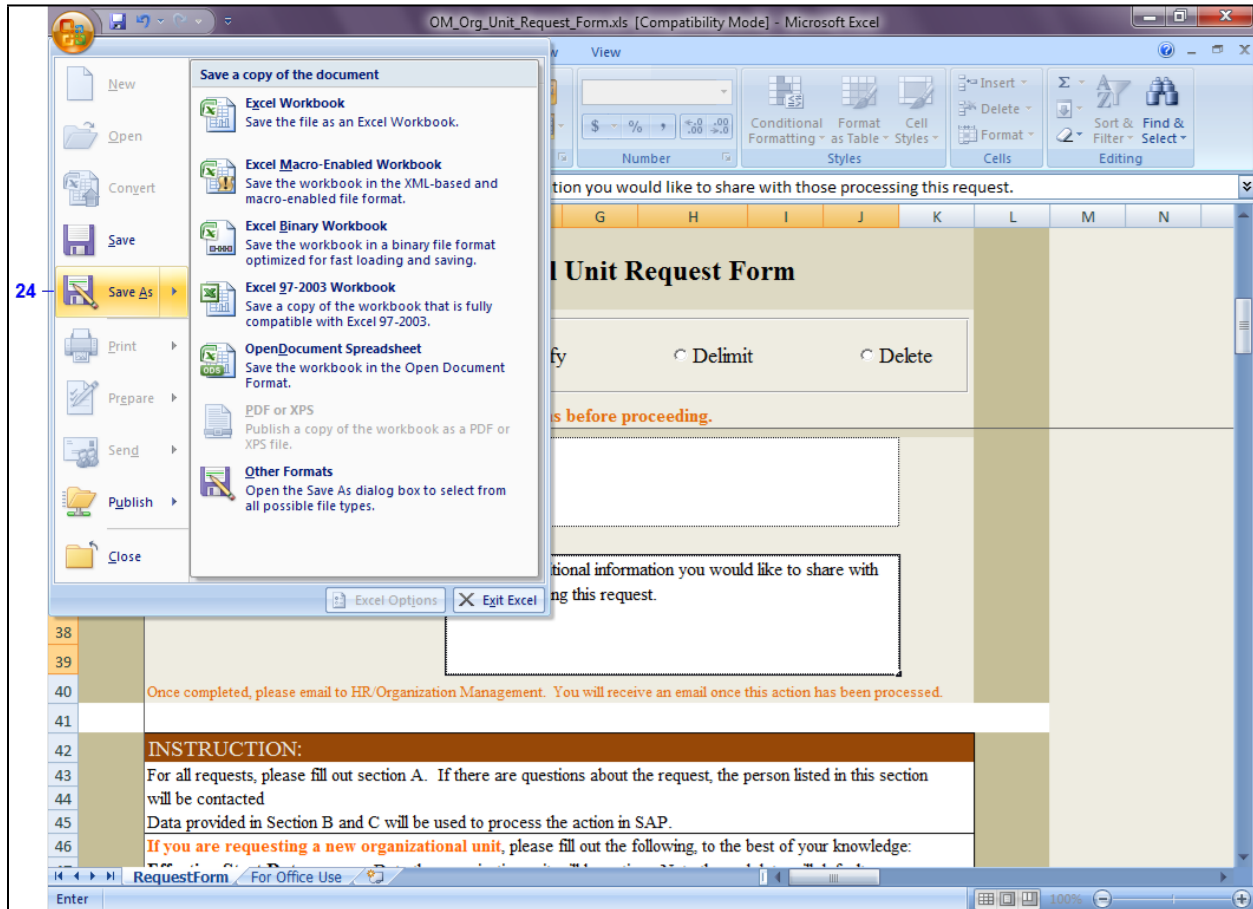 OM_Org_Unit_Request_Form.xls [Compatibility Mode] - Microsoft Excel
View
Insert
Delete
Format
Cells
$ % ,
Number
Conditional Formatting
Format as Table
Cell Styles
Styles
Sort & Filter
Find & Select
Editing
tion you would like to share with those processing this request.
New
Open
Convert
Save
24
Save As
Print
Prepare
Send
Publish
Close
Save a copy of the document
Excel Workbook
Save the file as an Excel Workbook.
Excel Macro-Enabled Workbook
Save the workbook in the XML-based and
macro-enabled file format.
Excel Binary Workbook
Save the workbook in a binary file format
optimized for fast loading and saving.
Excel 97-2003 Workbook
Save a copy of the workbook that is fully
compatible with Excel 97-2003.
OpenDocument Spreadsheet
Save the workbook in the Open Document
Format.
PDF or XPS
Publish a copy of the workbook as a PDF or
XPS file.
Other Formats
Open the Save As dialog box to select from
all possible file types.
Excel Options
Exit Excel
G H I J K L M N
l Unit Request Form
fy
Delimit
Delete
s before proceeding.
tional information you would like to share with
ng this request.
38
39
40 Once completed, please email to HR/Organization Management. You will receive an email once this action has been processed.
41
42 INSTRUCTION:
43 For all requests, please fill out section A. If there are questions about the request, the person listed in this section
44 will be contacted
45 Data provided in Section B and C will be used to process the action in SAP.
46 If you are requesting a new organizational unit, please fill out the following, to the best of your knowledge:
RequestForm
For Office Use
Enter
100%